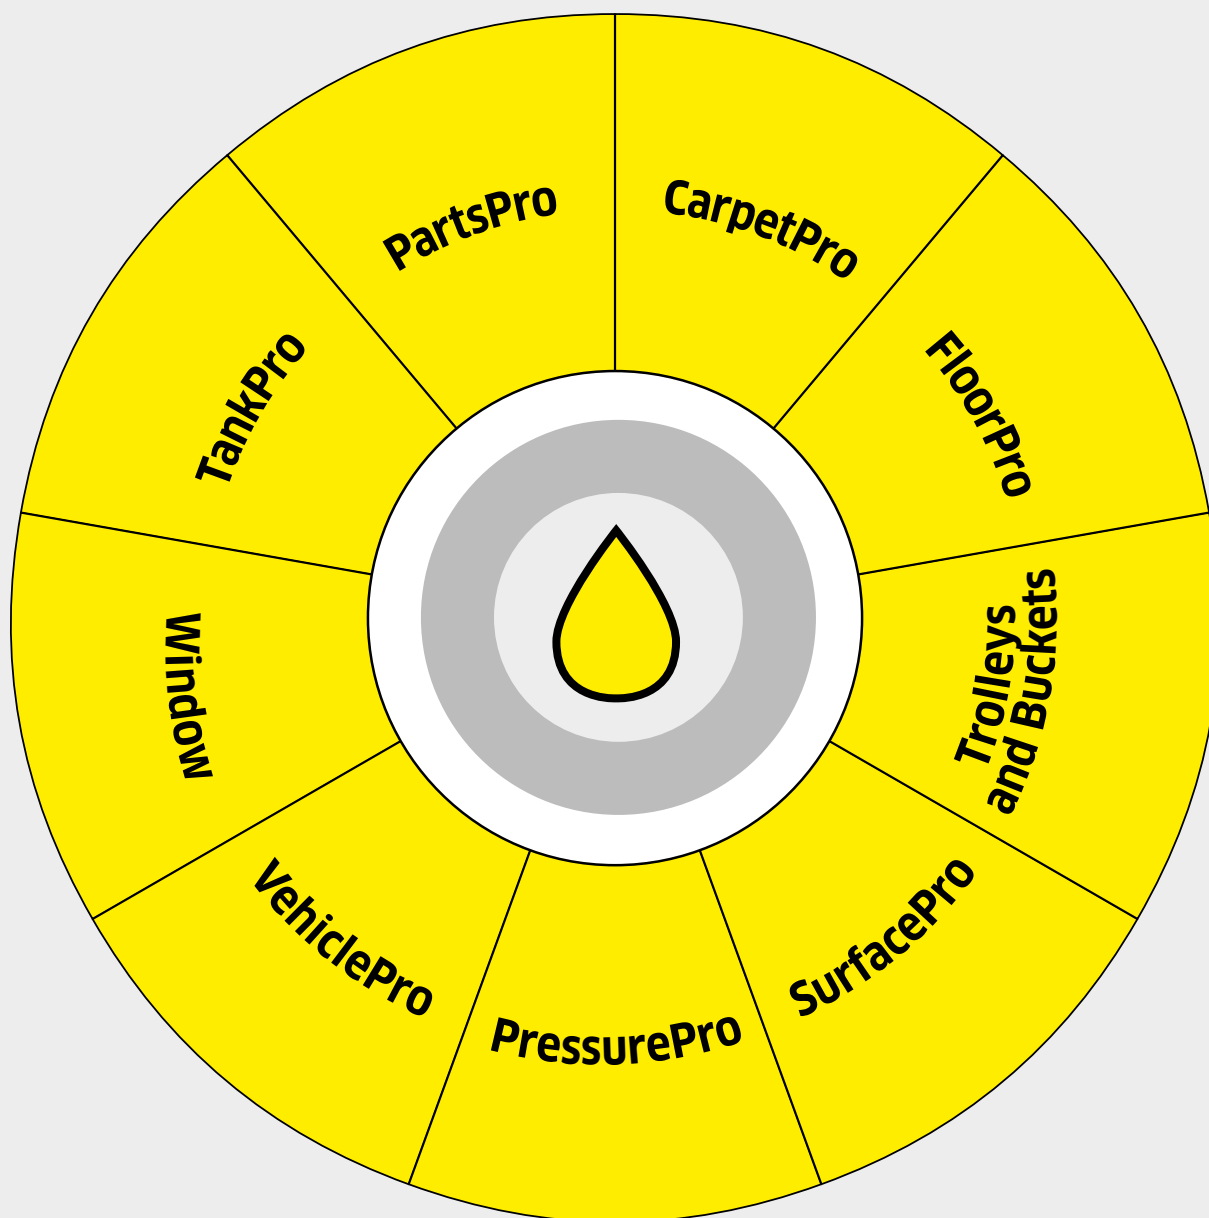 CarpetPro
FloorPro
Trolleys
and Buckets
SurfacePro
PressurePro
VehiclePro
Window
TankPro
PartsPro